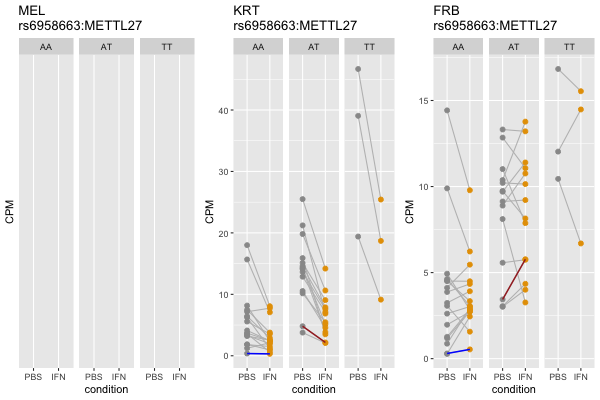 MEL
rs6958663:METTL27
AA AT TT
CPM
PBS IFN PBS IFN PBS IFN
condition
KRT
rs6958663:METTL27
AA AT TT
CPM
40
30
20
10
0
PBS IFN PBS IFN PBS IFN
condition
FRB
rs6958663:METTL27
AA AT TT
CPM
15
10
5
0
PBS IFN PBS IFN PBS IFN
condition